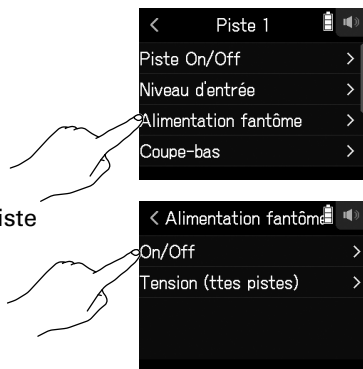 Piste 1
Piste On/Off
Niveau d'entrée
Alimentation fantôme
Coupe-bas
iste
Alimentation fantôme
On/Off
Tension (ttes pistes)